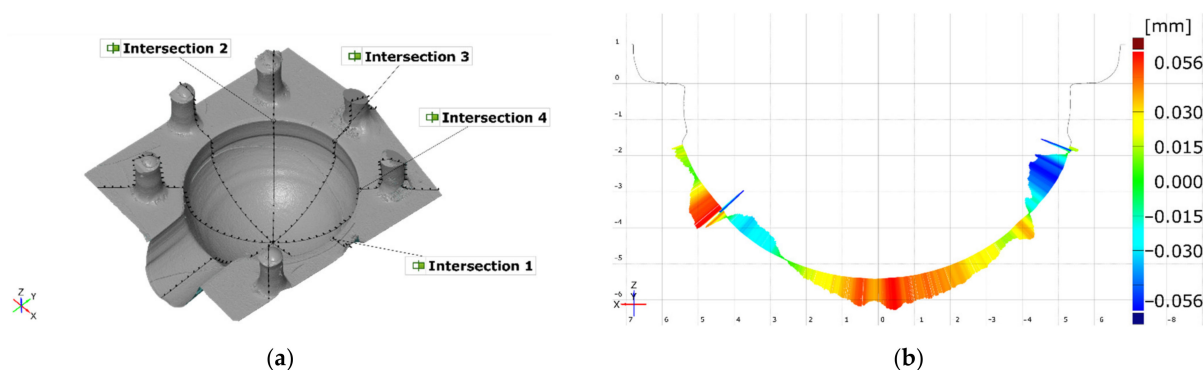 Intersection 2
Intersection 3
Intersection 4
Intersection 1
Z
Y
X
(a)
[mm]
0.056
0.030
0.015
0.000
-0.015
-0.030
-0.056
1
0
-1
-2
-3
-4
-5
-6
Z
X
7 6 5 4 3 2 1 0 -1 -2 -3 -4 5 6 -8
(b)